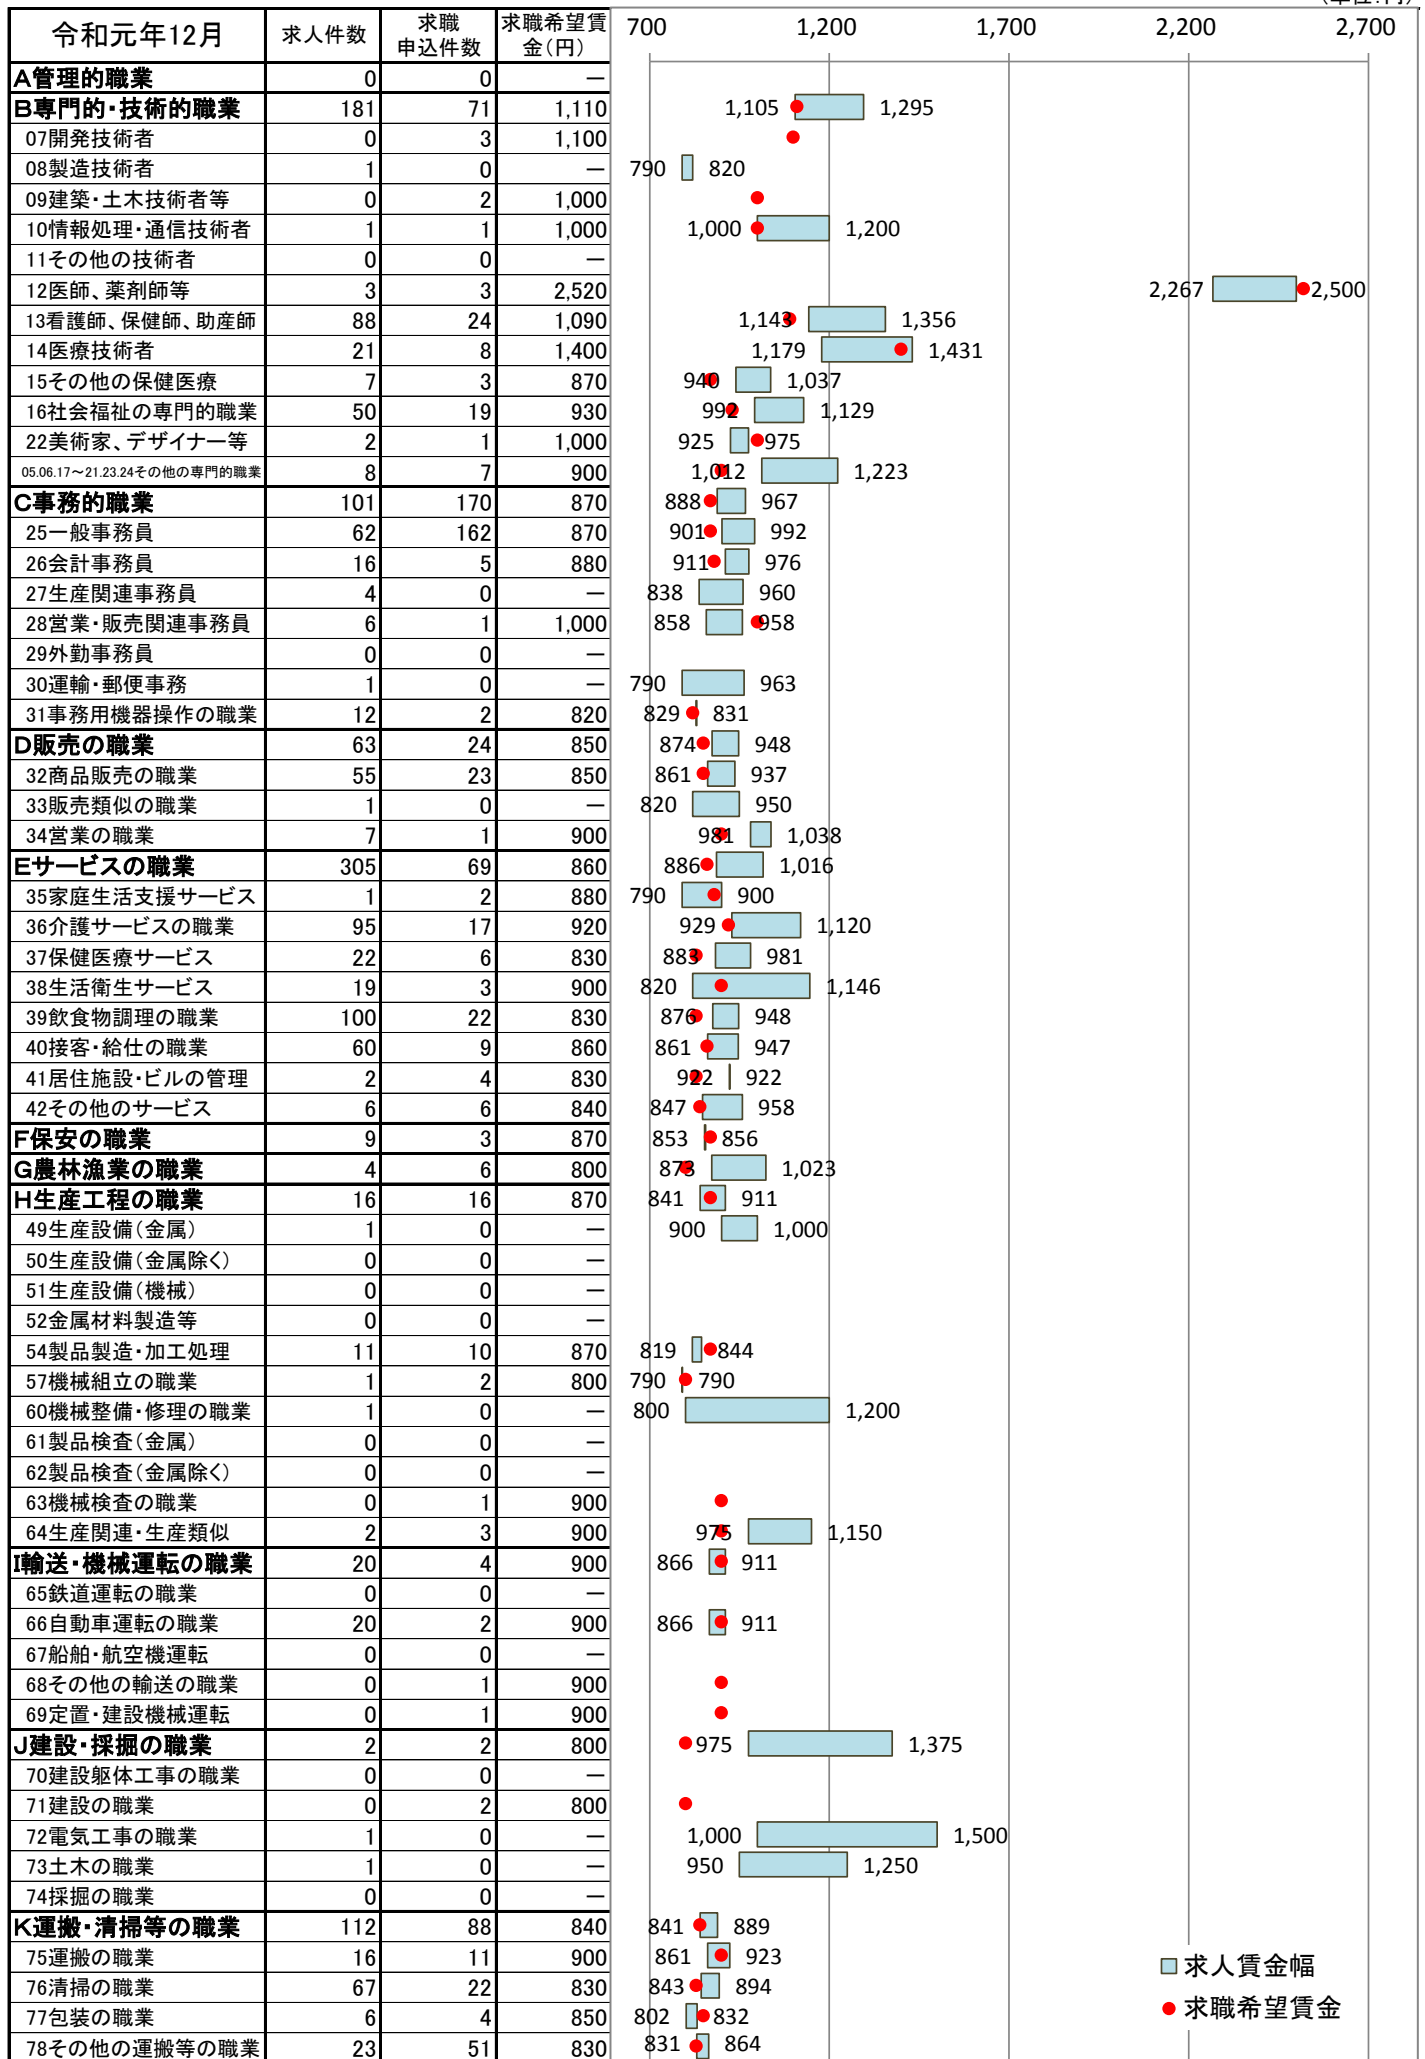 (単位:円)
令和元年12月 求人件数 求職申込件数 求職希望賃金(円) 700 1,200 1,700 2,200 2,700
A管理的職業 0 0 ―
B専門的・技術的職業 181 71 1,110 1,105 1,295
07開発技術者 0 3 1,100
08製造技術者 1 0 ― 790 820
09建築・土木技術者等 0 2 1,000
10情報処理・通信技術者 1 1 1,000 1,000 1,200
11その他の技術者 0 0 ―
12医師、薬剤師等 3 3 2,520 2,267 2,500
13看護師、保健師、助産師 88 24 1,090 1,143 1,356
14医療技術者 21 8 1,400 1,179 1,431
15その他の保健医療 7 3 870 940 1,037
16社会福祉の専門的職業 50 19 930 992 1,129
22美術家、デザイナー等 2 1 1,000 925 975
05.06.17～21.23.24その他の専門的職業 8 7 900 1,012 1,223
C事務的職業 101 170 870 888 967
25一般事務員 62 162 870 901 992
26会計事務員 16 5 880 911 976
27生産関連事務員 4 0 ― 838 960
28営業・販売関連事務員 6 1 1,000 858 958
29外勤事務員 0 0 ―
30運輸・郵便事務 1 0 ― 790 963
31事務用機器操作の職業 12 2 820 829 831
D販売の職業 63 24 850 874 948
32商品販売の職業 55 23 850 861 937
33販売類似の職業 1 0 ― 820 950
34営業の職業 7 1 900 981 1,038
Eサービスの職業 305 69 860 886 1,016
35家庭生活支援サービス 1 2 880 790 900
36介護サービスの職業 95 17 920 929 1,120
37保健医療サービス 22 6 830 883 981
38生活衛生サービス 19 3 900 820 1,146
39飲食物調理の職業 100 22 830 876 948
40接客・給仕の職業 60 9 860 861 947
41居住施設・ビルの管理 2 4 830 922 922
42その他のサービス 6 6 840 847 958
F保安の職業 9 3 870 853 856
G農林漁業の職業 4 6 800 873 1,023
H生産工程の職業 16 16 870 841 911
49生産設備(金属) 1 0 ― 900 1,000
50生産設備(金属除く) 0 0 ―
51生産設備(機械) 0 0 ―
52金属材料製造等 0 0 ―
54製品製造・加工処理 11 10 870 819 844
57機械組立の職業 1 2 800 790 790
60機械整備・修理の職業 1 0 ― 800 1,200
61製品検査(金属) 0 0 ―
62製品検査(金属除く) 0 0 ―
63機械検査の職業 0 1 900
64生産関連・生産類似 2 3 900 975 1,150
I輸送・機械運転の職業 20 4 900 866 911
65鉄道運転の職業 0 0 ―
66自動車運転の職業 20 2 900 866 911
67船舶・航空機運転 0 0 ―
68その他の輸送の職業 0 1 900
69定置・建設機械運転 0 1 900
J建設・採掘の職業 2 2 800 975 1,375
70建設躯体工事の職業 0 0 ―
71建設の職業 0 2 800
72電気工事の職業 1 0 ― 1,000 1,500
73土木の職業 1 0 ― 950 1,250
74採掘の職業 0 0 ―
K運搬・清掃等の職業 112 88 840 841 889
75運搬の職業 16 11 900 861 923
76清掃の職業 67 22 830 843 894
77包装の職業 6 4 850 802 832
78その他の運搬等の職業 23 51 830 831 864
求人賃金幅
求職希望賃金